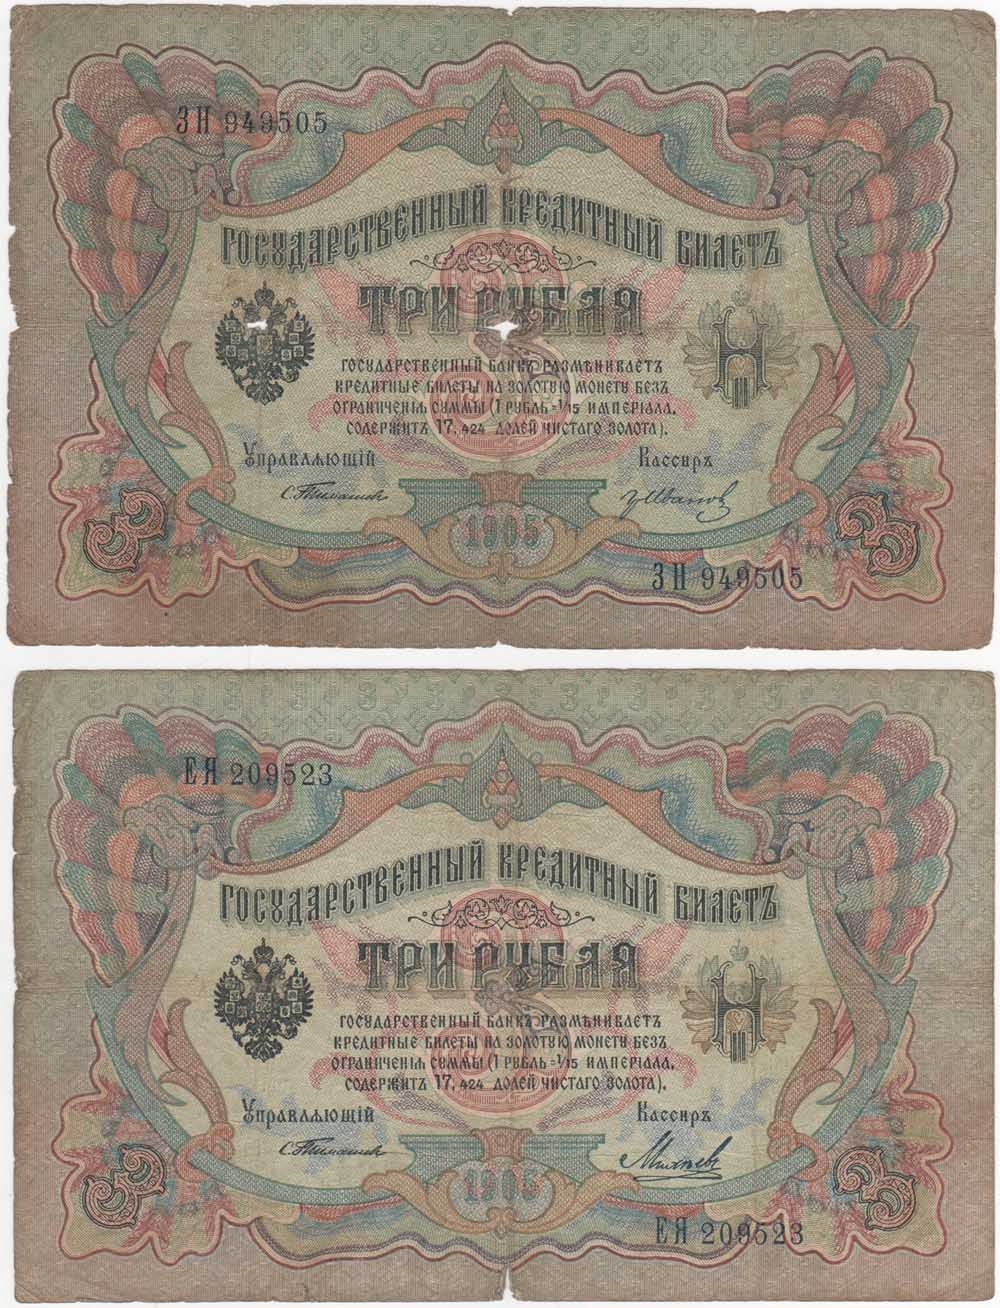 ЗН 949505
ГОСУДАРСТВЕННЫЙ КРЕДИТНЫЙ БИЛЕТЪ
ТРИ РУБЛЯ
ГОСУДАРСТВЕННЫЙ БАНКЪ РАЗМѢНИВАЕТЪ
КРЕДИТНЫЕ БИЛЕТЫ НА ЗОЛОТУЮ МОНЕТУ БЕЗЪ
ОГРАНИЧЕНІЯ СУММЫ (1 РУБЛЬ = 1/15 ИМПЕРІАЛА,
СОДЕРЖИТЪ 17,424 ДОЛЕЙ ЧИСТАГО ЗОЛОТА).
Управляющій Кассиръ
С. Тимашев ГрИванов
3 1905 3
ЗН 949505
ЕЯ 209523
ГОСУДАРСТВЕННЫЙ КРЕДИТНЫЙ БИЛЕТЪ
ТРИ РУБЛЯ
ГОСУДАРСТВЕННЫЙ БАНКЪ РАЗМѢНИВАЕТЪ
КРЕДИТНЫЕ БИЛЕТЫ НА ЗОЛОТУЮ МОНЕТУ БЕЗЪ
ОГРАНИЧЕНІЯ СУММЫ (1 РУБЛЬ = 1/15 ИМПЕРІАЛА,
СОДЕРЖИТЪ 17,424 ДОЛЕЙ ЧИСТАГО ЗОЛОТА).
Управляющій Кассиръ
С. Тимашев
3 1905 3
ЕЯ 209523